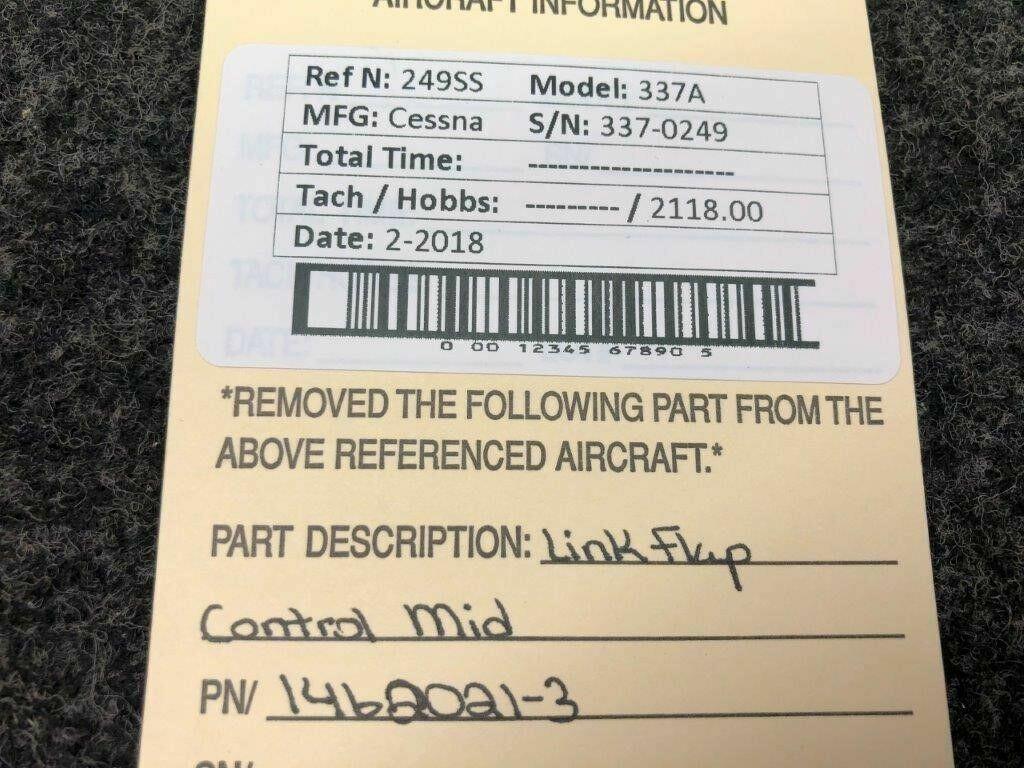 AIRCRAFT INFORMATION
Ref N: 249SS Model: 337A
MFG: Cessna S/N: 337-0249
Total Time: --------------------
Tach / Hobbs: --------- / 2118.00
Date: 2-2018
0 00 12345 67890 5
*REMOVED THE FOLLOWING PART FROM THE
ABOVE REFERENCED AIRCRAFT.*
PART DESCRIPTION: Link Flap
Control Mid
PN/ 1462021-3